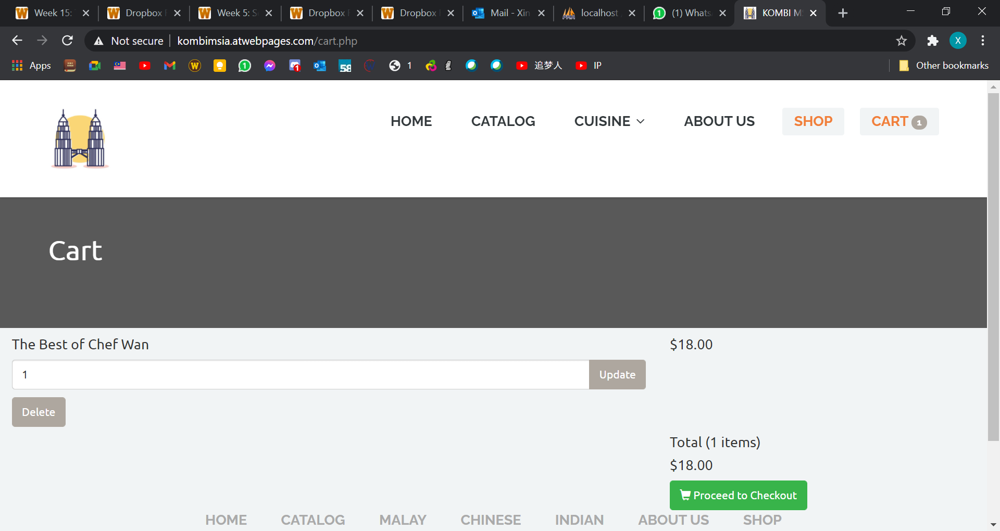 Week 15: Dropbox Week 5: S Dropbox Dropbox Mail - Xin localhost (1) Whats KOMBI M
Not secure kombimsia.atwebpages.com/cart.php X
Apps 1 58 1 1 追梦人 IP Other bookmarks
HOME CATALOG CUISINE ABOUT US SHOP CART 1
Cart
The Best of Chef Wan $18.00
1 Update
Delete
Total (1 items)
$18.00
Proceed to Checkout
HOME CATALOG MALAY CHINESE INDIAN ABOUT US SHOP